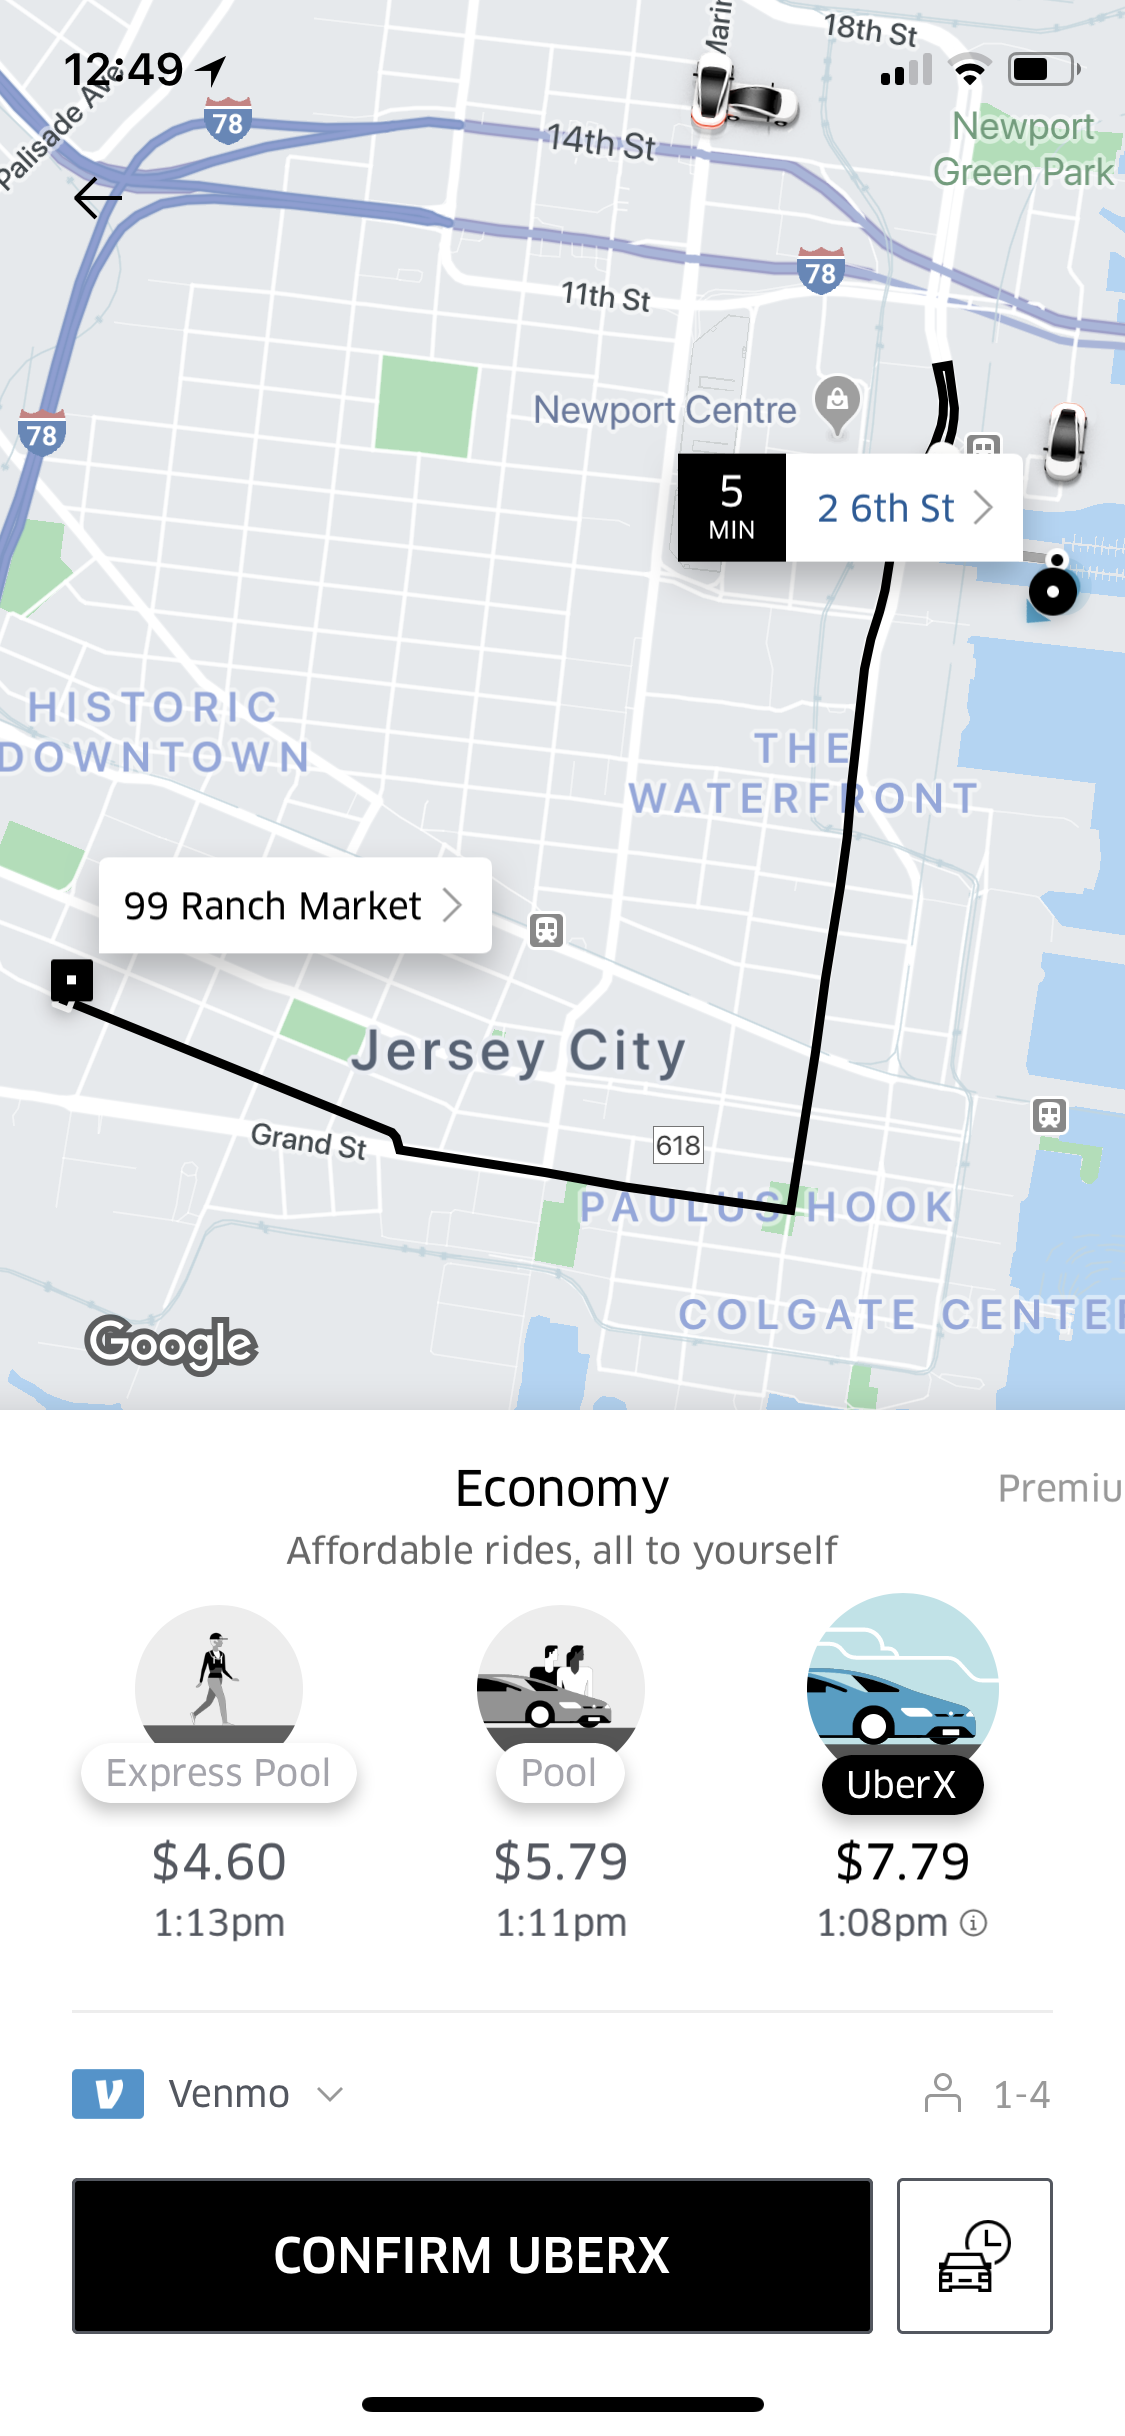 12:49
Palisade Ave
78
14th St
Marin
18th St
Newport
Green Park
78
11th St
78
Newport Centre
5
MIN
2 6th St
HISTORIC
DOWNTOWN
THE
WATERFRONT
99 Ranch Market
Jersey City
Grand St
618
PAULUS HOOK
COLGATE CENTER
Google
Economy
Premiu
Affordable rides, all to yourself
Express Pool
Pool
UberX
$4.60
$5.79
$7.79
1:13pm
1:11pm
1:08pm
Venmo
1-4
CONFIRM UBERX